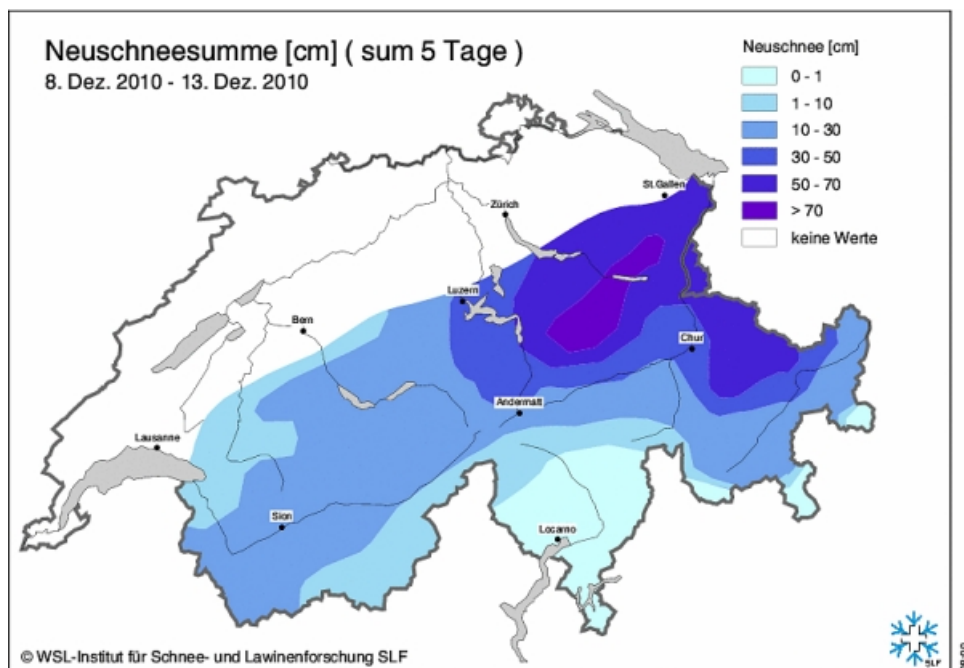 Neuschneesumme [cm] ( sum 5 Tage )
8. Dez. 2010 - 13. Dez. 2010
Neuschnee [cm]
0 - 1
1 - 10
10 - 30
30 - 50
50 - 70
> 70
keine Werte
St.Gallen
Zürich
Luzern
Bern
Chur
Andermatt
Lausanne
Sion
Locarno
© WSL-Institut für Schnee- und Lawinenforschung SLF
SLF